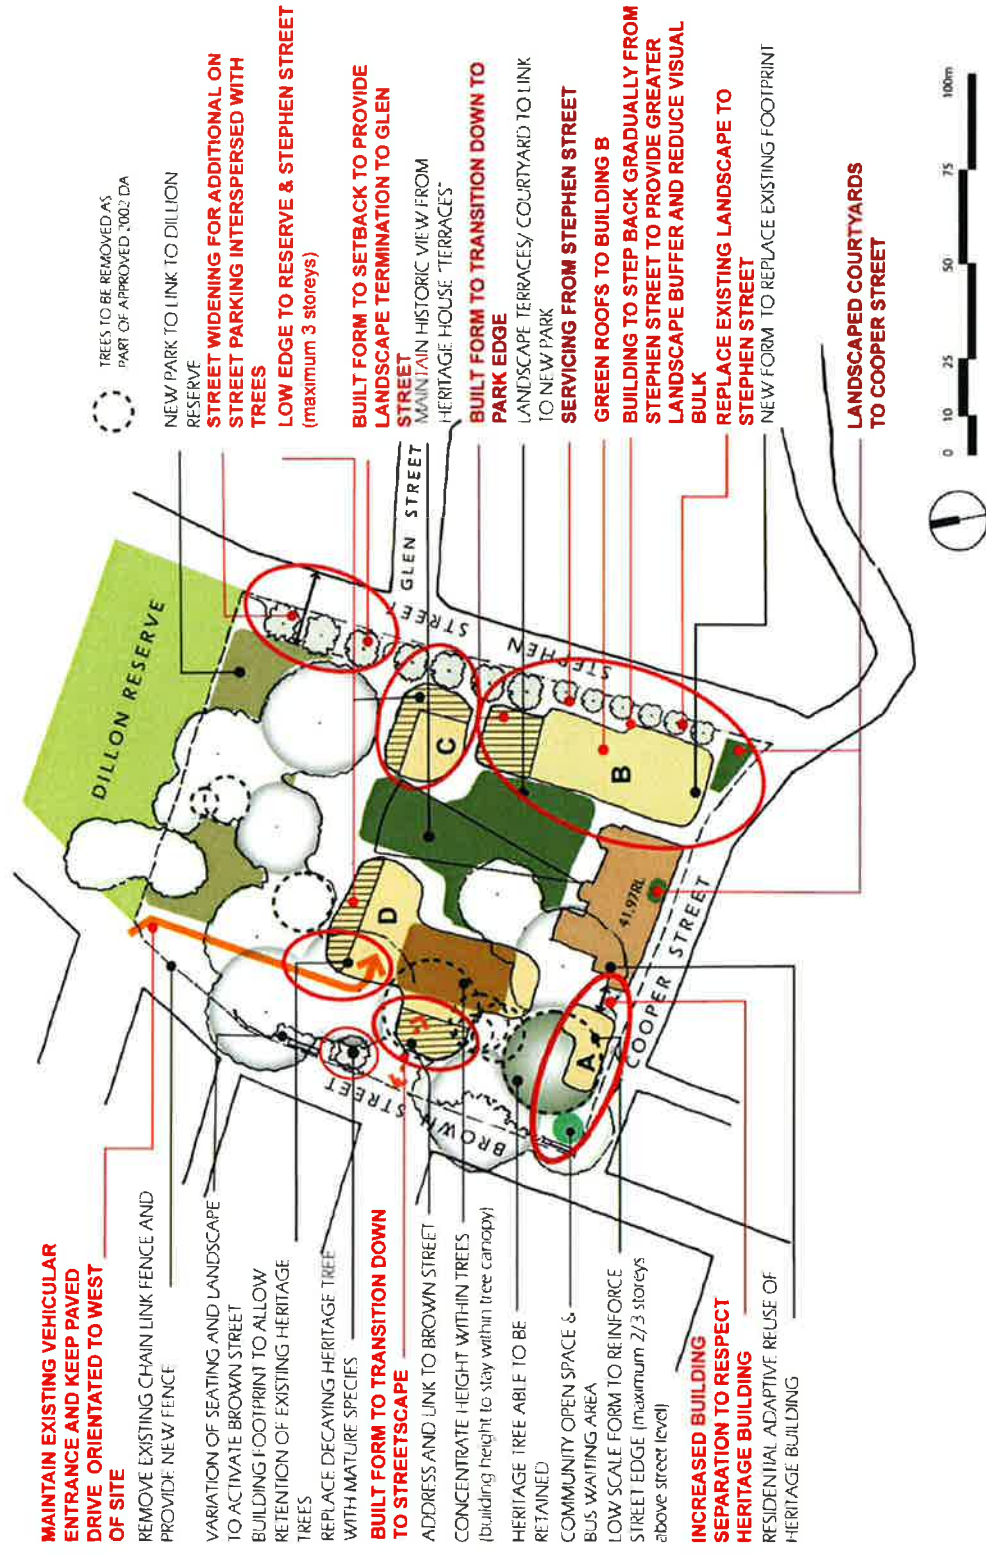 MAINTAIN EXISTING VEHICULAR
ENTRANCE AND KEEP PAVED
DRIVE ORIENTATED TO WEST
OF SITE
REMOVE EXISTING CHAIN LINK FENCE AND
PROVIDE NEW FENCE
VARIATION OF SEATING AND LANDSCAPE
TO ACTIVATE BROWN STREET
BUILDING FOOTPRINT TO ALLOW
RETENTION OF EXISTING HERITAGE
TREES
REPLACE DECAYING HERITAGE TREE
WITH MATURE SPECIES
BUILT FORM TO TRANSITION DOWN
TO STREETSCAPE
ADDRESS AND LINK TO BROWN STREET
CONCENTRATE HEIGHT WITHIN TREES
(building height to stay within tree canopy)
HERITAGE TREE ABLE TO BE
RETAINED
COMMUNITY OPEN SPACE &
BUS WAITING AREA
LOW SCALE FORM TO REINFORCE
STREET EDGE (maximum 2/3 storeys
above street level)
INCREASED BUILDING
SEPARATION TO RESPECT
HERITAGE BUILDING
RESIDENTIAL ADAPTIVE REUSE OF
HERITAGE BUILDING
DILLON RESERVE
GLEN STREET
STEPHEN STREET
BROWN STREET
COOPER STREET
A
B
C
D
41.97RL
TREES TO BE REMOVED AS
PART OF APPROVED 2002 DA
NEW PARK TO LINK TO DILLION
RESERVE
STREET WIDENING FOR ADDITIONAL ON
STREET PARKING INTERSPERSED WITH
TREES
LOW EDGE TO RESERVE & STEPHEN STREET
(maximum 3 storeys)
BUILT FORM TO SETBACK TO PROVIDE
LANDSCAPE TERMINATION TO GLEN
STREET
MAINTAIN HISTORIC VIEW FROM
HERITAGE HOUSE "TERRACES"
BUILT FORM TO TRANSITION DOWN TO
PARK EDGE
LANDSCAPE TERRACES/ COURTYARD TO LINK
TO NEW PARK
SERVICING FROM STEPHEN STREET
GREEN ROOFS TO BUILDING B
BUILDING TO STEP BACK GRADUALLY FROM
STEPHEN STREET TO PROVIDE GREATER
LANDSCAPE BUFFER AND REDUCE VISUAL
BULK
REPLACE EXISTING LANDSCAPE TO
STEPHEN STREET
NEW FORM TO REPLACE EXISTING FOOTPRINT
LANDSCAPED COURTYARDS
TO COOPER STREET
0 10 25 50 75 100m